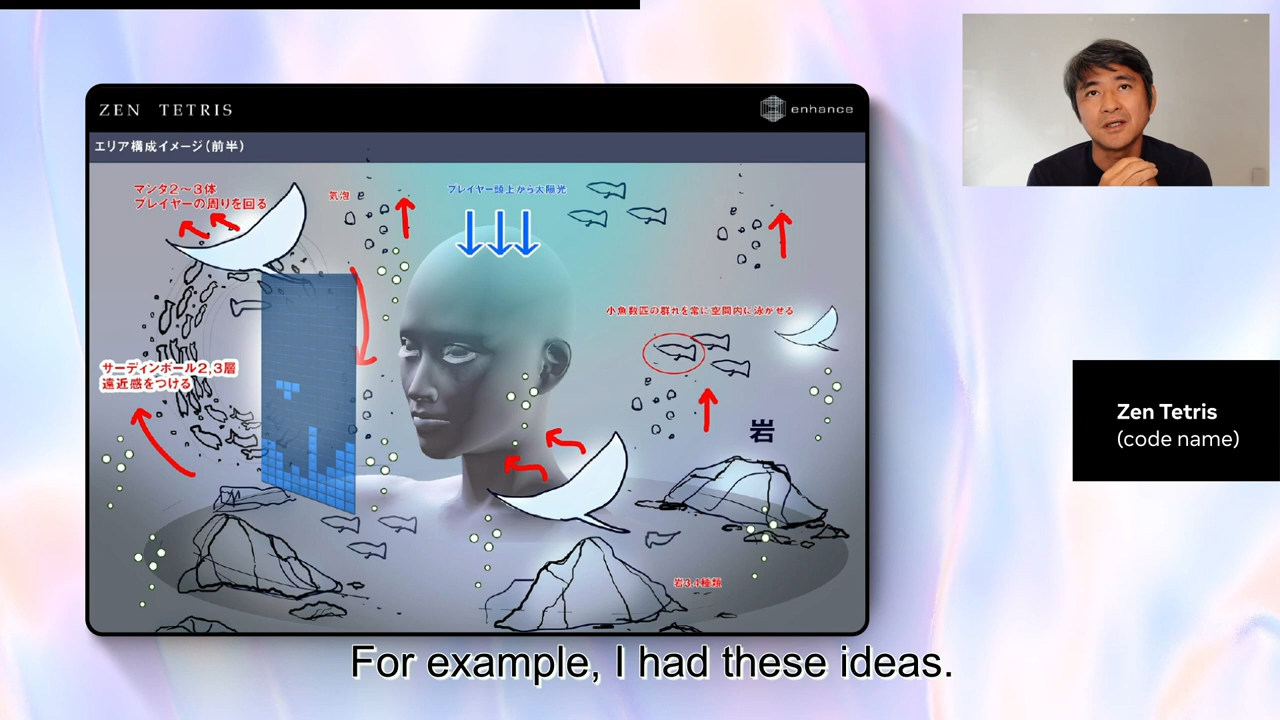 ZEN TETRIS
enhance
エリア構成イメージ(前半)
マンタ2～3体
プレイヤーの周りを回る
気泡
プレイヤー頭上から太陽光
小魚数匹の群れを常に空間内に泳がせる
サーディンボール2,3層
遠近感をつける
岩
岩3,4種類
Zen Tetris
(code name)
For example, I had these ideas.